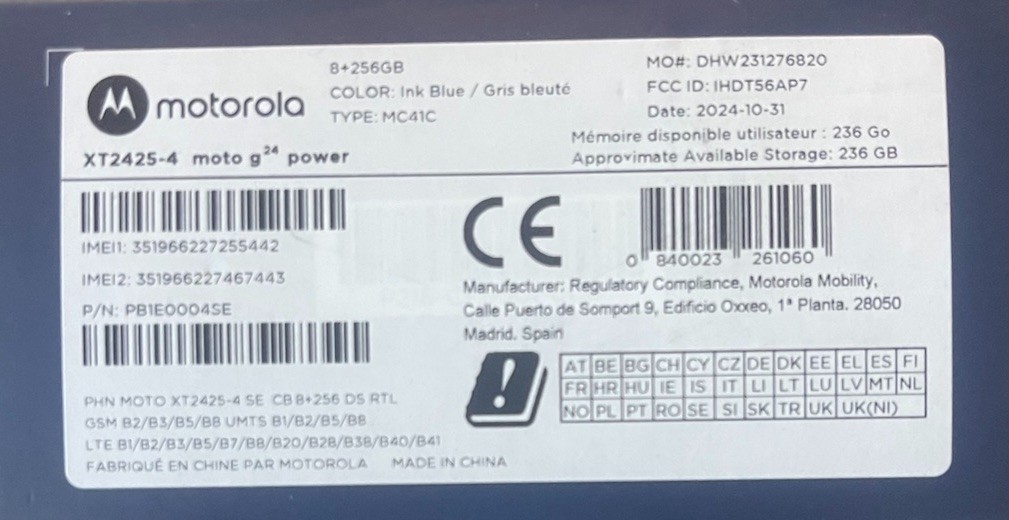 motorola
XT2425-4 moto g²⁴ power
8+256GB
COLOR: Ink Blue / Gris bleuté
TYPE: MC41C
MO#: DHW231276820
FCC ID: IHDT56AP7
Date: 2024-10-31
Mémoire disponible utilisateur : 236 Go
Approximate Available Storage: 236 GB
IMEI1: 351966227255442
IMEI2: 351966227467443
P/N: PB1E0004SE
PHN MOTO XT2425-4 SE CB 8+256 DS RTL
GSM B2/B3/B5/B8 UMTS B1/B2/B5/B8
LTE B1/B2/B3/B5/B7/B8/B20/B28/B38/B40/B41
FABRIQUÉ EN CHINE PAR MOTOROLA MADE IN CHINA
CE
0 840023 261060
Manufacturer: Regulatory Compliance, Motorola Mobility,
Calle Puerto de Somport 9, Edificio Oxxeo, 1ª Planta. 28050
Madrid. Spain
!
AT BE BG CH CY CZ DE DK EE EL ES FI
FR HR HU IE IS IT LI LT LU LV MT NL
NO PL PT RO SE SI SK TR UK UK(NI)